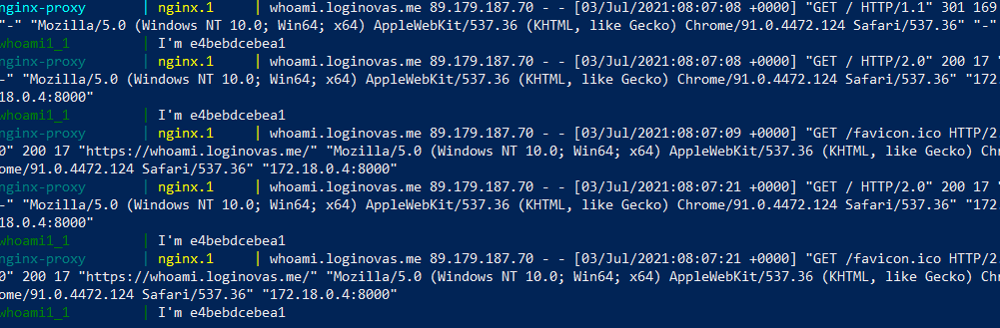 nginx-proxy | nginx.1 | whoami.loginovas.me 89.179.187.70 - - [03/Jul/2021:08:07:08 +0000] "GET / HTTP/1.1" 301 169
"-" "Mozilla/5.0 (Windows NT 10.0; Win64; x64) AppleWebKit/537.36 (KHTML, like Gecko) Chrome/91.0.4472.124 Safari/537.36" "-"
whoami1_1 | I'm e4bebdcebea1
nginx-proxy | nginx.1 | whoami.loginovas.me 89.179.187.70 - - [03/Jul/2021:08:07:08 +0000] "GET / HTTP/2.0" 200 17 "
-" "Mozilla/5.0 (Windows NT 10.0; Win64; x64) AppleWebKit/537.36 (KHTML, like Gecko) Chrome/91.0.4472.124 Safari/537.36" "172
.18.0.4:8000"
whoami1_1 | I'm e4bebdcebea1
nginx-proxy | nginx.1 | whoami.loginovas.me 89.179.187.70 - - [03/Jul/2021:08:07:09 +0000] "GET /favicon.ico HTTP/2
0" 200 17 "https://whoami.loginovas.me/" "Mozilla/5.0 (Windows NT 10.0; Win64; x64) AppleWebKit/537.36 (KHTML, like Gecko) Ch
ome/91.0.4472.124 Safari/537.36" "172.18.0.4:8000"
nginx-proxy | nginx.1 | whoami.loginovas.me 89.179.187.70 - - [03/Jul/2021:08:07:21 +0000] "GET / HTTP/2.0" 200 17 "
-" "Mozilla/5.0 (Windows NT 10.0; Win64; x64) AppleWebKit/537.36 (KHTML, like Gecko) Chrome/91.0.4472.124 Safari/537.36" "172
.18.0.4:8000"
whoami1_1 | I'm e4bebdcebea1
nginx-proxy | nginx.1 | whoami.loginovas.me 89.179.187.70 - - [03/Jul/2021:08:07:21 +0000] "GET /favicon.ico HTTP/2
0" 200 17 "https://whoami.loginovas.me/" "Mozilla/5.0 (Windows NT 10.0; Win64; x64) AppleWebKit/537.36 (KHTML, like Gecko) Ch
ome/91.0.4472.124 Safari/537.36" "172.18.0.4:8000"
whoami1_1 | I'm e4bebdcebea1